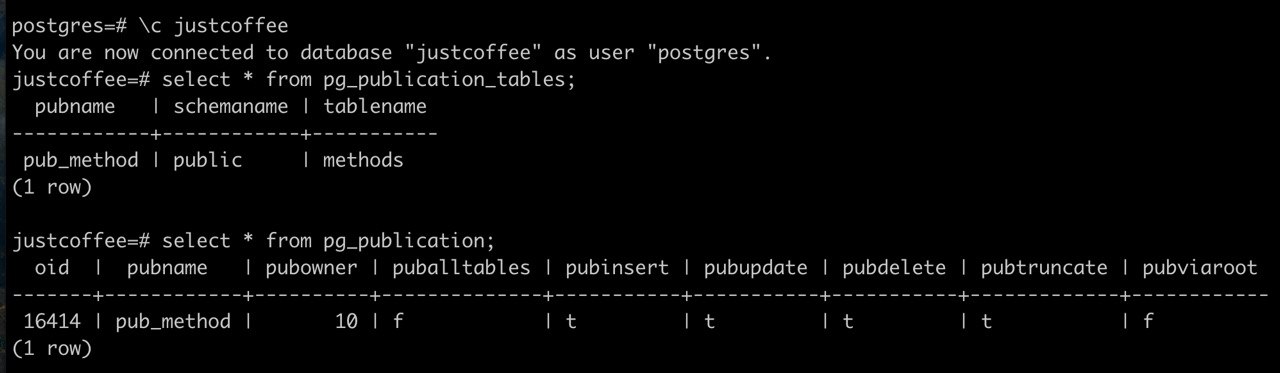 postgres=# \c justcoffee
You are now connected to database "justcoffee" as user "postgres".
justcoffee=# select * from pg_publication_tables;
  pubname   | schemaname | tablename
------------+------------+-----------
 pub_method | public     | methods
(1 row)

justcoffee=# select * from pg_publication;
  oid  |  pubname   | pubowner | puballtables | pubinsert | pubupdate | pubdelete | pubtruncate | pubviaroot
-------+------------+----------+--------------+-----------+-----------+-----------+-------------+------------
 16414 | pub_method |       10 | f            | t         | t         | t         | t           | f
(1 row)